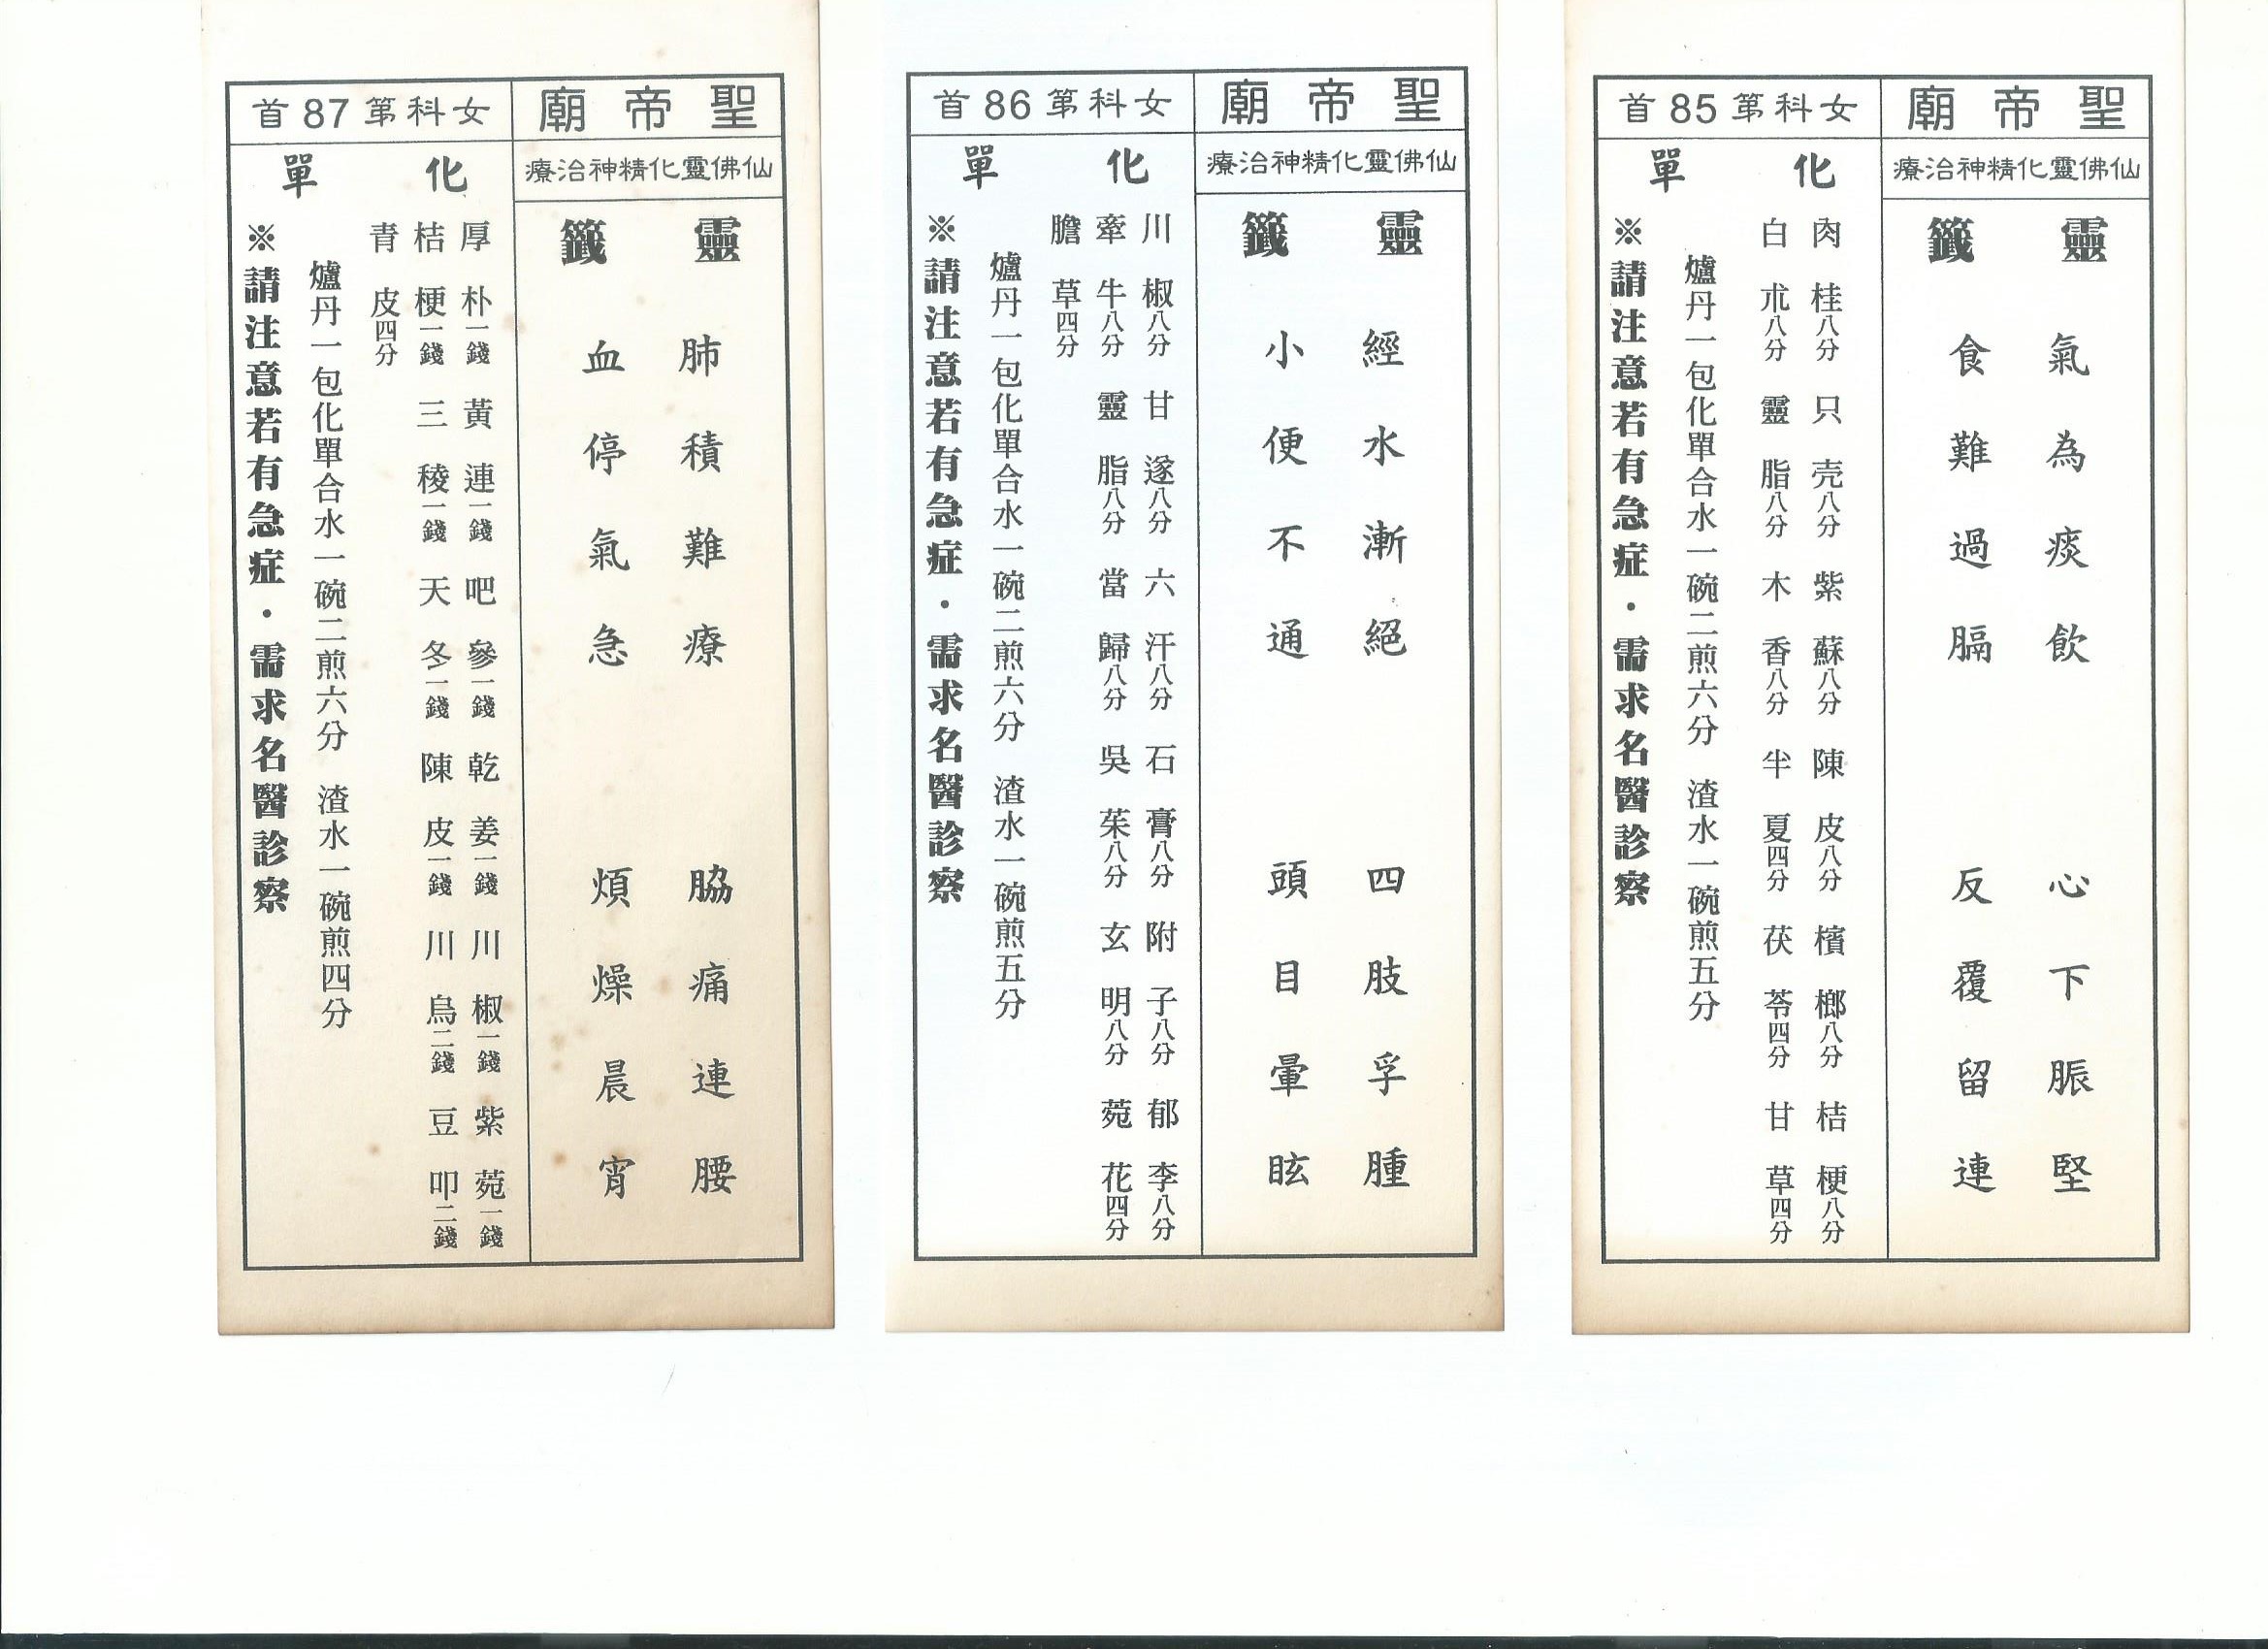 聖帝廟
女科第85首
仙佛靈化精神治療
靈籤
氣為痰飲 心下脹堅
食難過膈 反覆留連
化單
肉桂八分 只壳八分 紫蘇八分 陳皮八分 檳榔八分 桔梗八分
白朮八分 靈脂八分 木香八分 半夏四分 茯苓四分 甘草四分
爐丹一包化單合水一碗二煎六分 渣水一碗煎五分
※請注意若有急症・需求名醫診察
聖帝廟
女科第86首
仙佛靈化精神治療
靈籤
經水漸絕 四肢孚腫
小便不通 頭目暈眩
化單
川椒八分 甘遂八分 六汗八分 石膏八分 附子八分 郁李八分
牽牛八分 靈脂八分 當歸八分 吳茱八分 玄明八分 菀花四分
膽草四分
爐丹一包化單合水一碗二煎六分 渣水一碗煎五分
※請注意若有急症・需求名醫診察
聖帝廟
女科第87首
仙佛靈化精神治療
靈籤
肺積難療 脇痛連腰
血停氣急 煩燥晨宵
化單
厚朴一錢 黃連一錢 吧參一錢 乾姜一錢 川椒一錢 紫菀一錢
桔梗一錢 三稜一錢 天冬一錢 陳皮一錢 川烏二錢 豆叩二錢
青皮四分
爐丹一包化單合水一碗二煎六分 渣水一碗煎四分
※請注意若有急症・需求名醫診察